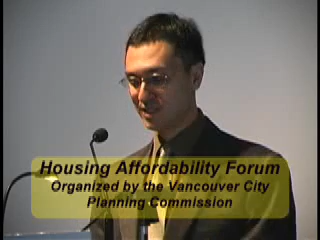 Housing Affordability Forum
Organized by the Vancouver City
Planning Commission